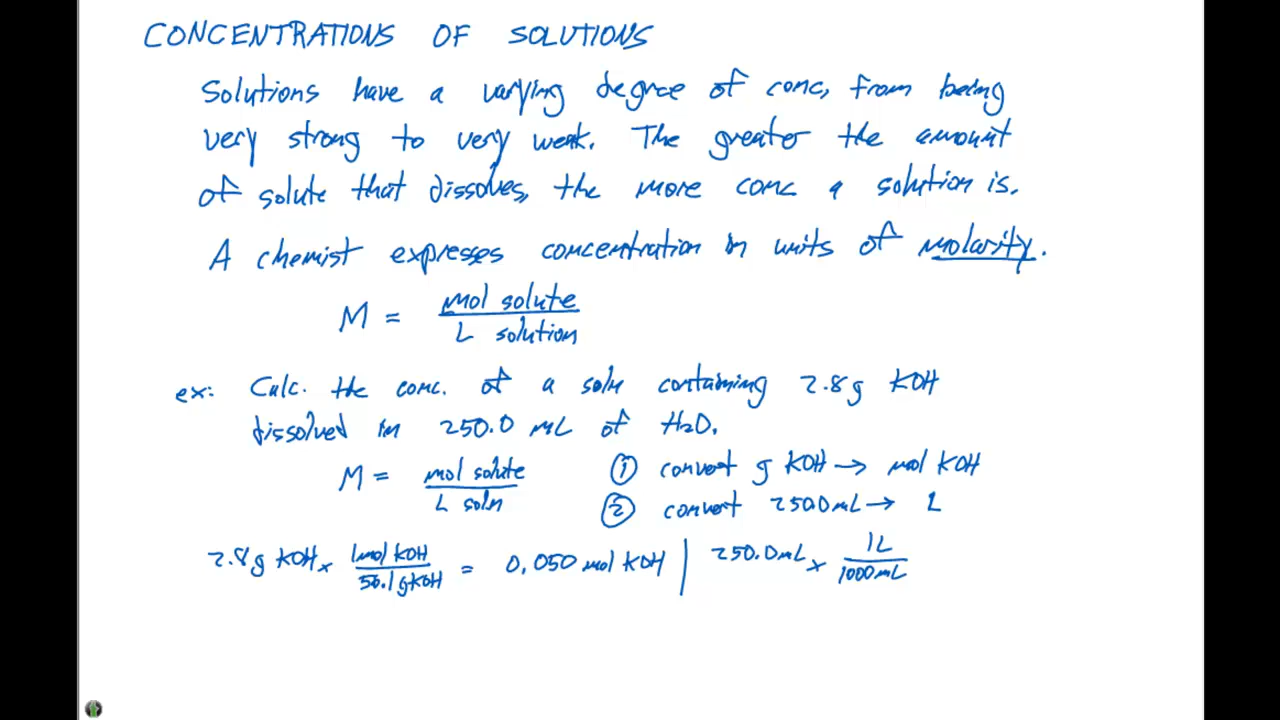 CONCENTRATIONS OF SOLUTIONS
Solutions have a varying degree of conc, from being
very strong to very weak. The greater the amount
of solute that dissolves, the more conc a solution is.
A chemist expresses concentration in units of molarity.
M = mol solute / L solution
ex: Calc. the conc. of a soln containing 2.8g KOH
dissolved in 250.0 mL of H2O.
M = mol solute / L soln
① convert g KOH → mol KOH
② convert 250.0mL → L
2.8g KOH x 1mol KOH / 56.1gKOH = 0.050 mol KOH | 250.0mL x 1L / 1000mL